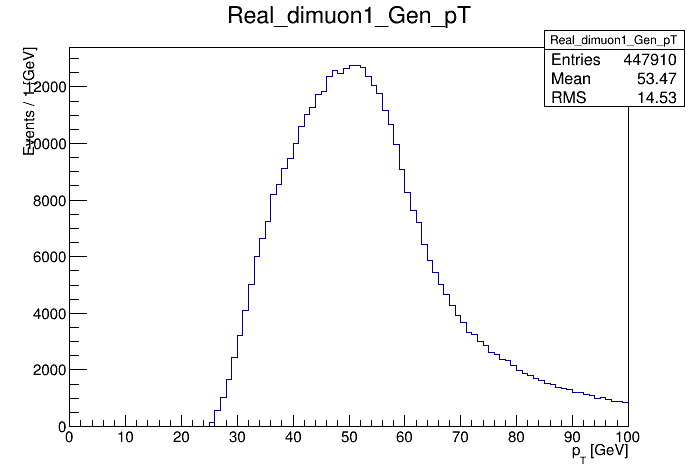 Real_dimuon1_Gen_pT
Real_dimuon1_Gen_pT
Entries 447910
Mean 53.47
RMS 14.53
Events / 1 [GeV]
12000
10000
8000
6000
4000
2000
0
0 10 20 30 40 50 60 70 80 90 100
p_T [GeV]